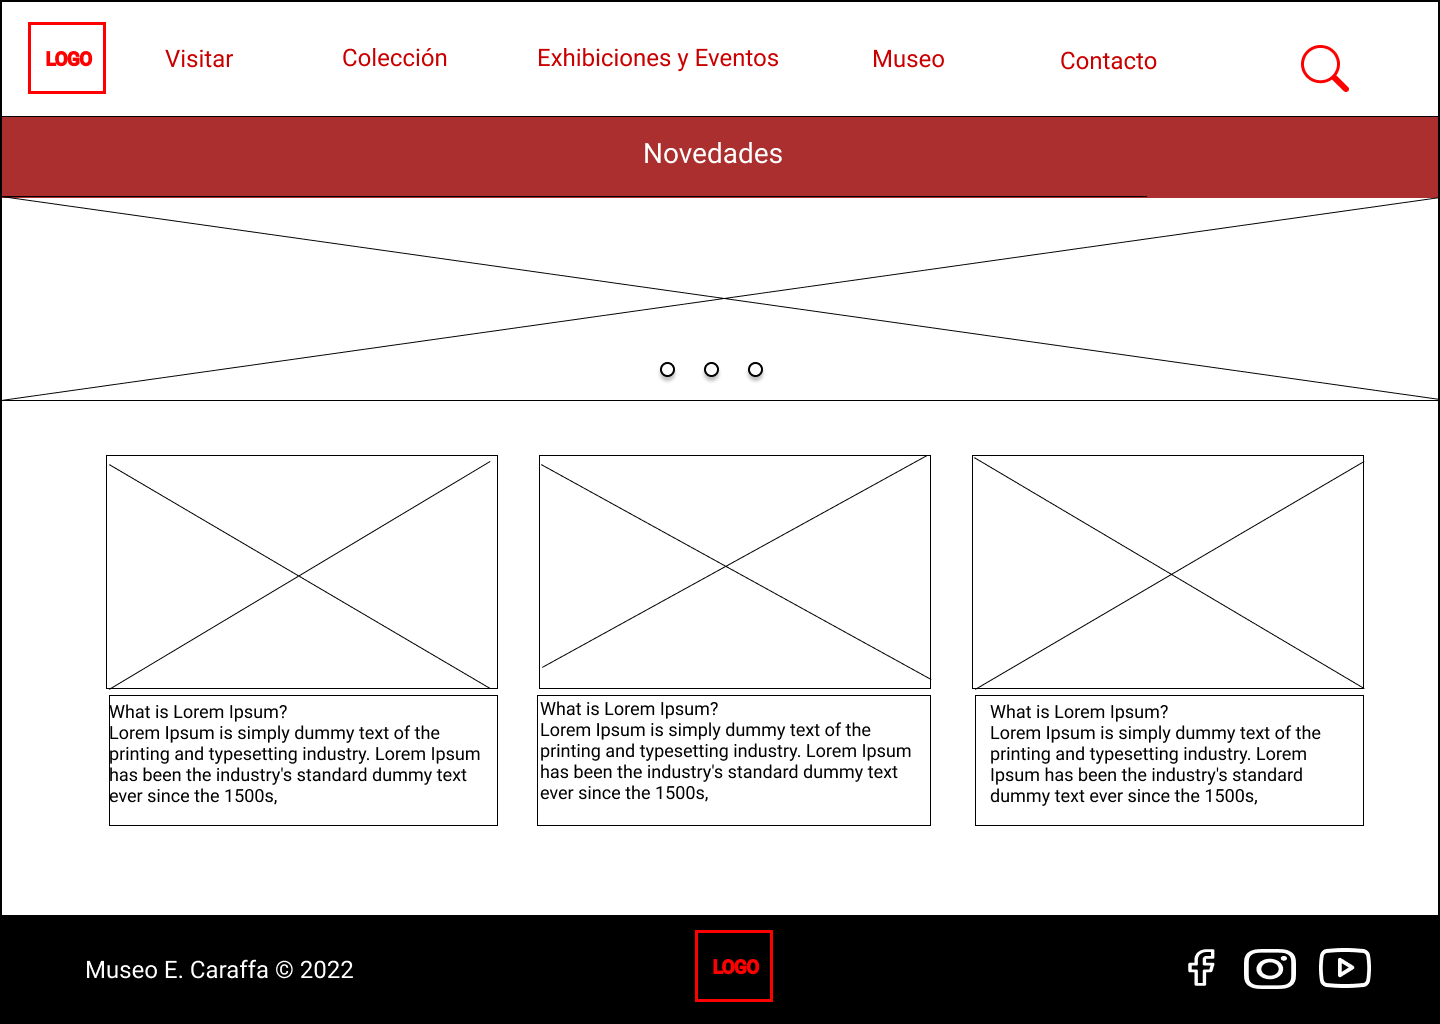 LOGO
Visitar
Colección
Exhibiciones y Eventos
Museo
Contacto
Novedades
What is Lorem Ipsum?
Lorem Ipsum is simply dummy text of the
printing and typesetting industry. Lorem Ipsum
has been the industry's standard dummy text
ever since the 1500s,
What is Lorem Ipsum?
Lorem Ipsum is simply dummy text of the
printing and typesetting industry. Lorem Ipsum
has been the industry's standard dummy text
ever since the 1500s,
What is Lorem Ipsum?
Lorem Ipsum is simply dummy text of the
printing and typesetting industry. Lorem
Ipsum has been the industry's standard
dummy text ever since the 1500s,
Museo E. Caraffa © 2022
LOGO